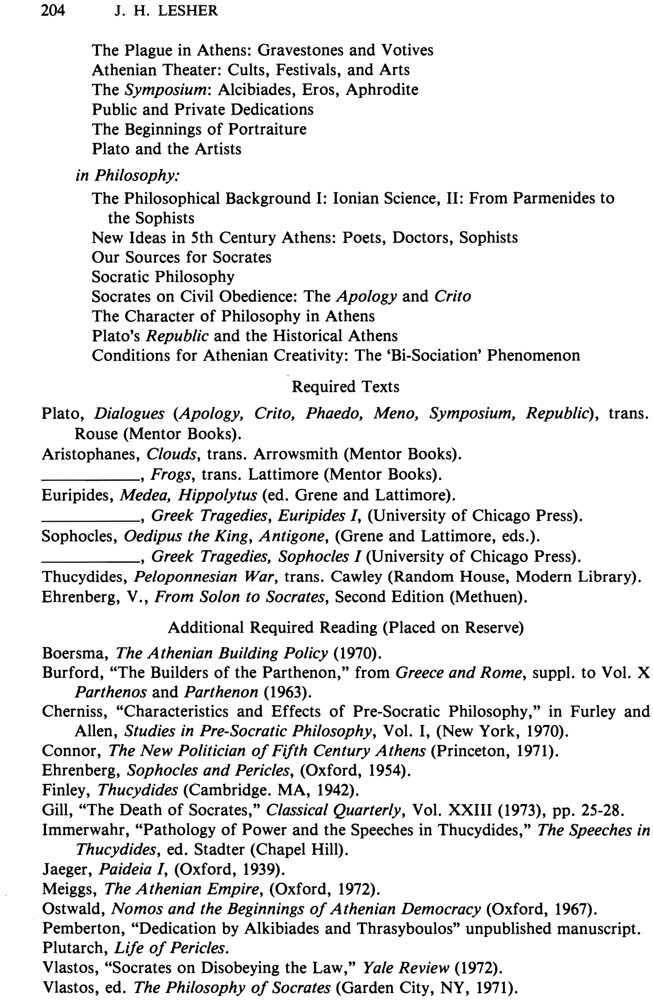 204 J. H. LESHER
The Plague in Athens: Gravestones and Votives
Athenian Theater: Cults, Festivals, and Arts
The Symposium: Alcibiades, Eros, Aphrodite
Public and Private Dedications
The Beginnings of Portraiture
Plato and the Artists
in Philosophy:
The Philosophical Background I: Ionian Science, II: From Parmenides to
the Sophists
New Ideas in 5th Century Athens: Poets, Doctors, Sophists
Our Sources for Socrates
Socratic Philosophy
Socrates on Civil Obedience: The Apology and Crito
The Character of Philosophy in Athens
Plato's Republic and the Historical Athens
Conditions for Athenian Creativity: The ‘Bi-Sociation’ Phenomenon
Required Texts
Plato, Dialogues (Apology, Crito, Phaedo, Meno, Symposium, Republic), trans.
Rouse (Mentor Books).
Aristophanes, Clouds, trans. Arrowsmith (Mentor Books).
____________, Frogs, trans. Lattimore (Mentor Books).
Euripides, Medea, Hippolytus (ed. Grene and Lattimore).
____________, Greek Tragedies, Euripides I, (University of Chicago Press).
Sophocles, Oedipus the King, Antigone, (Grene and Lattimore, eds.).
____________, Greek Tragedies, Sophocles I (University of Chicago Press).
Thucydides, Peloponnesian War, trans. Cawley (Random House, Modern Library).
Ehrenberg, V., From Solon to Socrates, Second Edition (Methuen).
Additional Required Reading (Placed on Reserve)
Boersma, The Athenian Building Policy (1970).
Burford, “The Builders of the Parthenon,” from Greece and Rome, suppl. to Vol. X
Parthenos and Parthenon (1963).
Cherniss, “Characteristics and Effects of Pre-Socratic Philosophy,” in Furley and
Allen, Studies in Pre-Socratic Philosophy, Vol. I, (New York, 1970).
Connor, The New Politician of Fifth Century Athens (Princeton, 1971).
Ehrenberg, Sophocles and Pericles, (Oxford, 1954).
Finley, Thucydides (Cambridge. MA, 1942).
Gill, “The Death of Socrates,” Classical Quarterly, Vol. XXIII (1973), pp. 25-28.
Immerwahr, “Pathology of Power and the Speeches in Thucydides,” The Speeches in
Thucydides, ed. Stadter (Chapel Hill).
Jaeger, Paideia I, (Oxford, 1939).
Meiggs, The Athenian Empire, (Oxford, 1972).
Ostwald, Nomos and the Beginnings of Athenian Democracy (Oxford, 1967).
Pemberton, “Dedication by Alkibiades and Thrasyboulos” unpublished manuscript.
Plutarch, Life of Pericles.
Vlastos, “Socrates on Disobeying the Law,” Yale Review (1972).
Vlastos, ed. The Philosophy of Socrates (Garden City, NY, 1971).